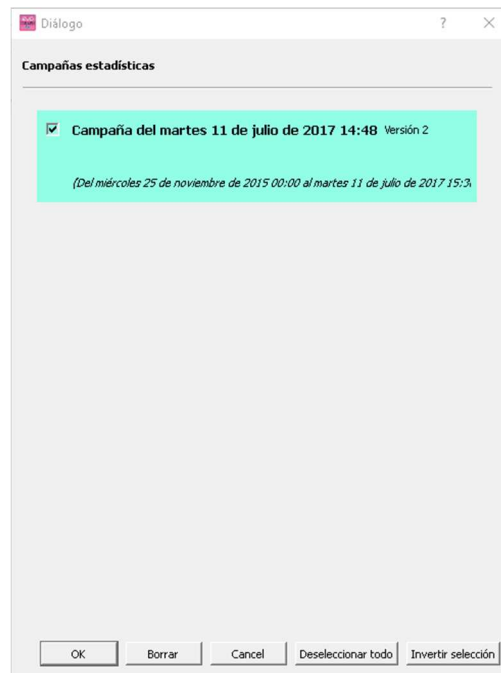 Diálogo
Campañas estadísticas
Campaña del martes 11 de julio de 2017 14:48 Versión 2
(Del miércoles 25 de noviembre de 2015 00:00 al martes 11 de julio de 2017 15:3
OK Borrar Cancel Deseleccionar todo Invertir selección